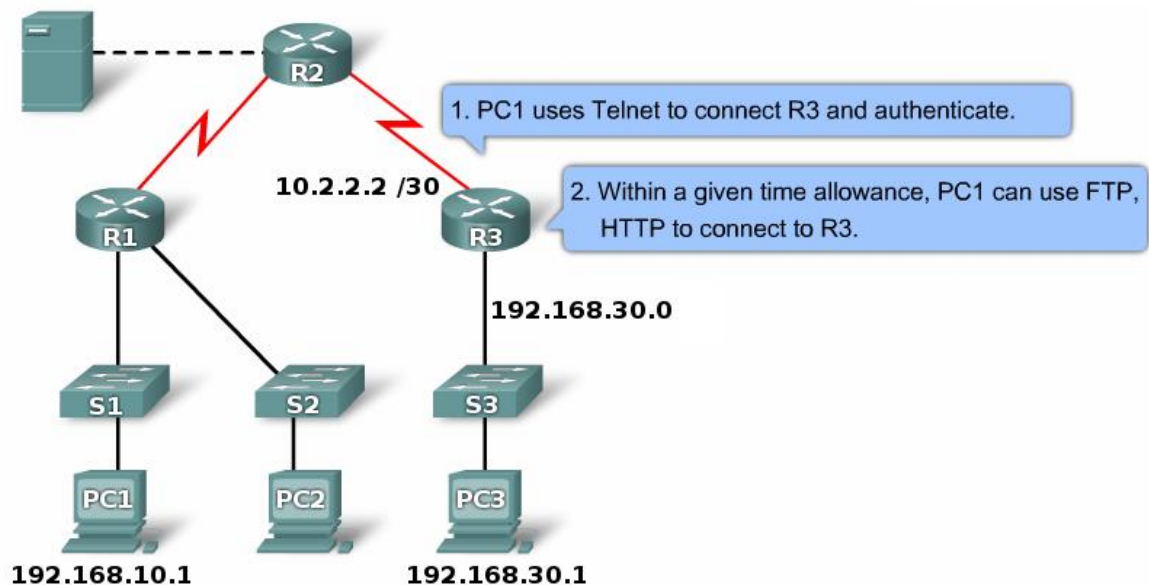 R2
1. PC1 uses Telnet to connect R3 and authenticate.
10.2.2.2 /30
2. Within a given time allowance, PC1 can use FTP,
HTTP to connect to R3.
R1
R3
192.168.30.0
S1
S2
S3
PC1
PC2
PC3
192.168.10.1
192.168.30.1